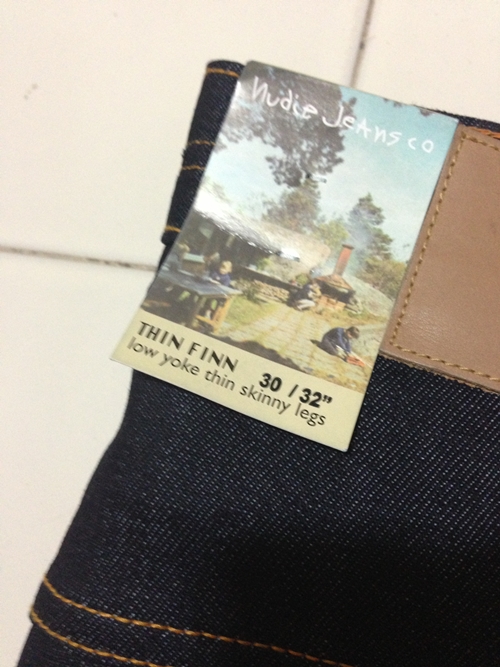 Nudie Jeans co
THIN FINN
low yoke thin skinny legs
30 / 32"